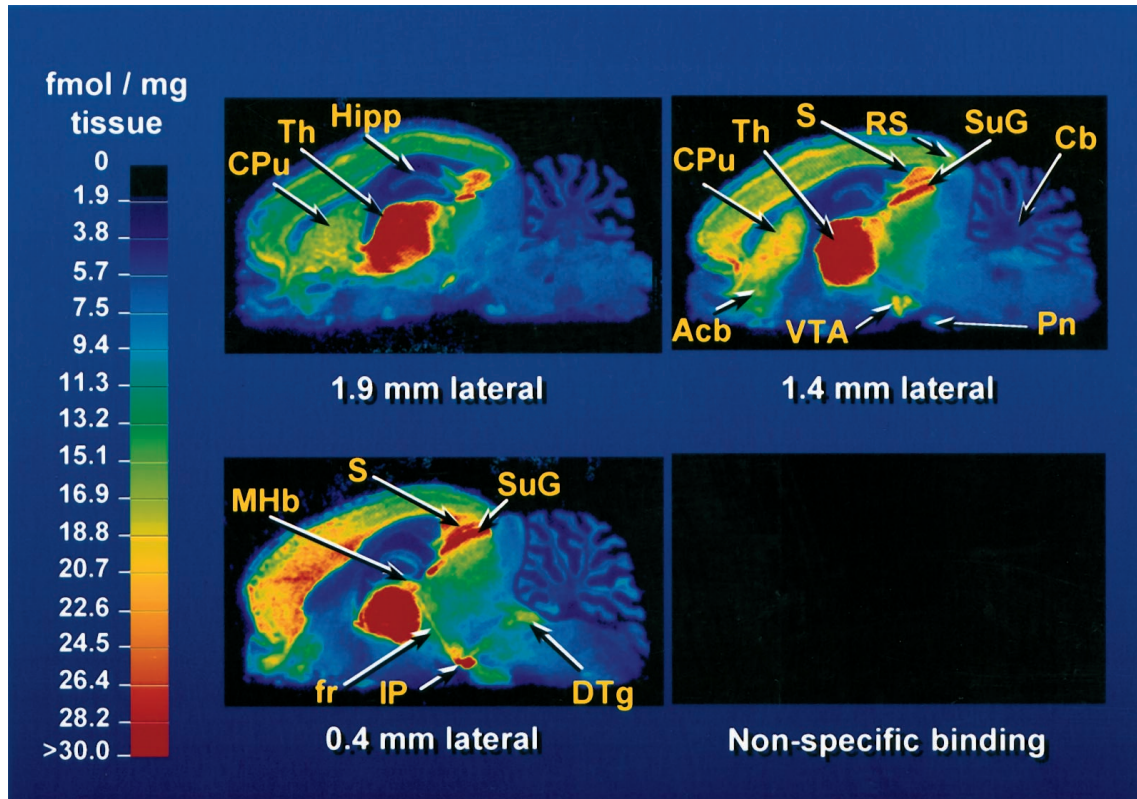 fmol / mg
tissue
0
1.9
3.8
5.7
7.5
9.4
11.3
13.2
15.1
16.9
18.8
20.7
22.6
24.5
26.4
28.2
>30.0
Hipp
Th
CPu
1.9 mm lateral
S
RS
SuG
Th
Cb
CPu
Acb
VTA
Pn
1.4 mm lateral
S
SuG
MHb
fr
IP
DTg
0.4 mm lateral
Non-specific binding